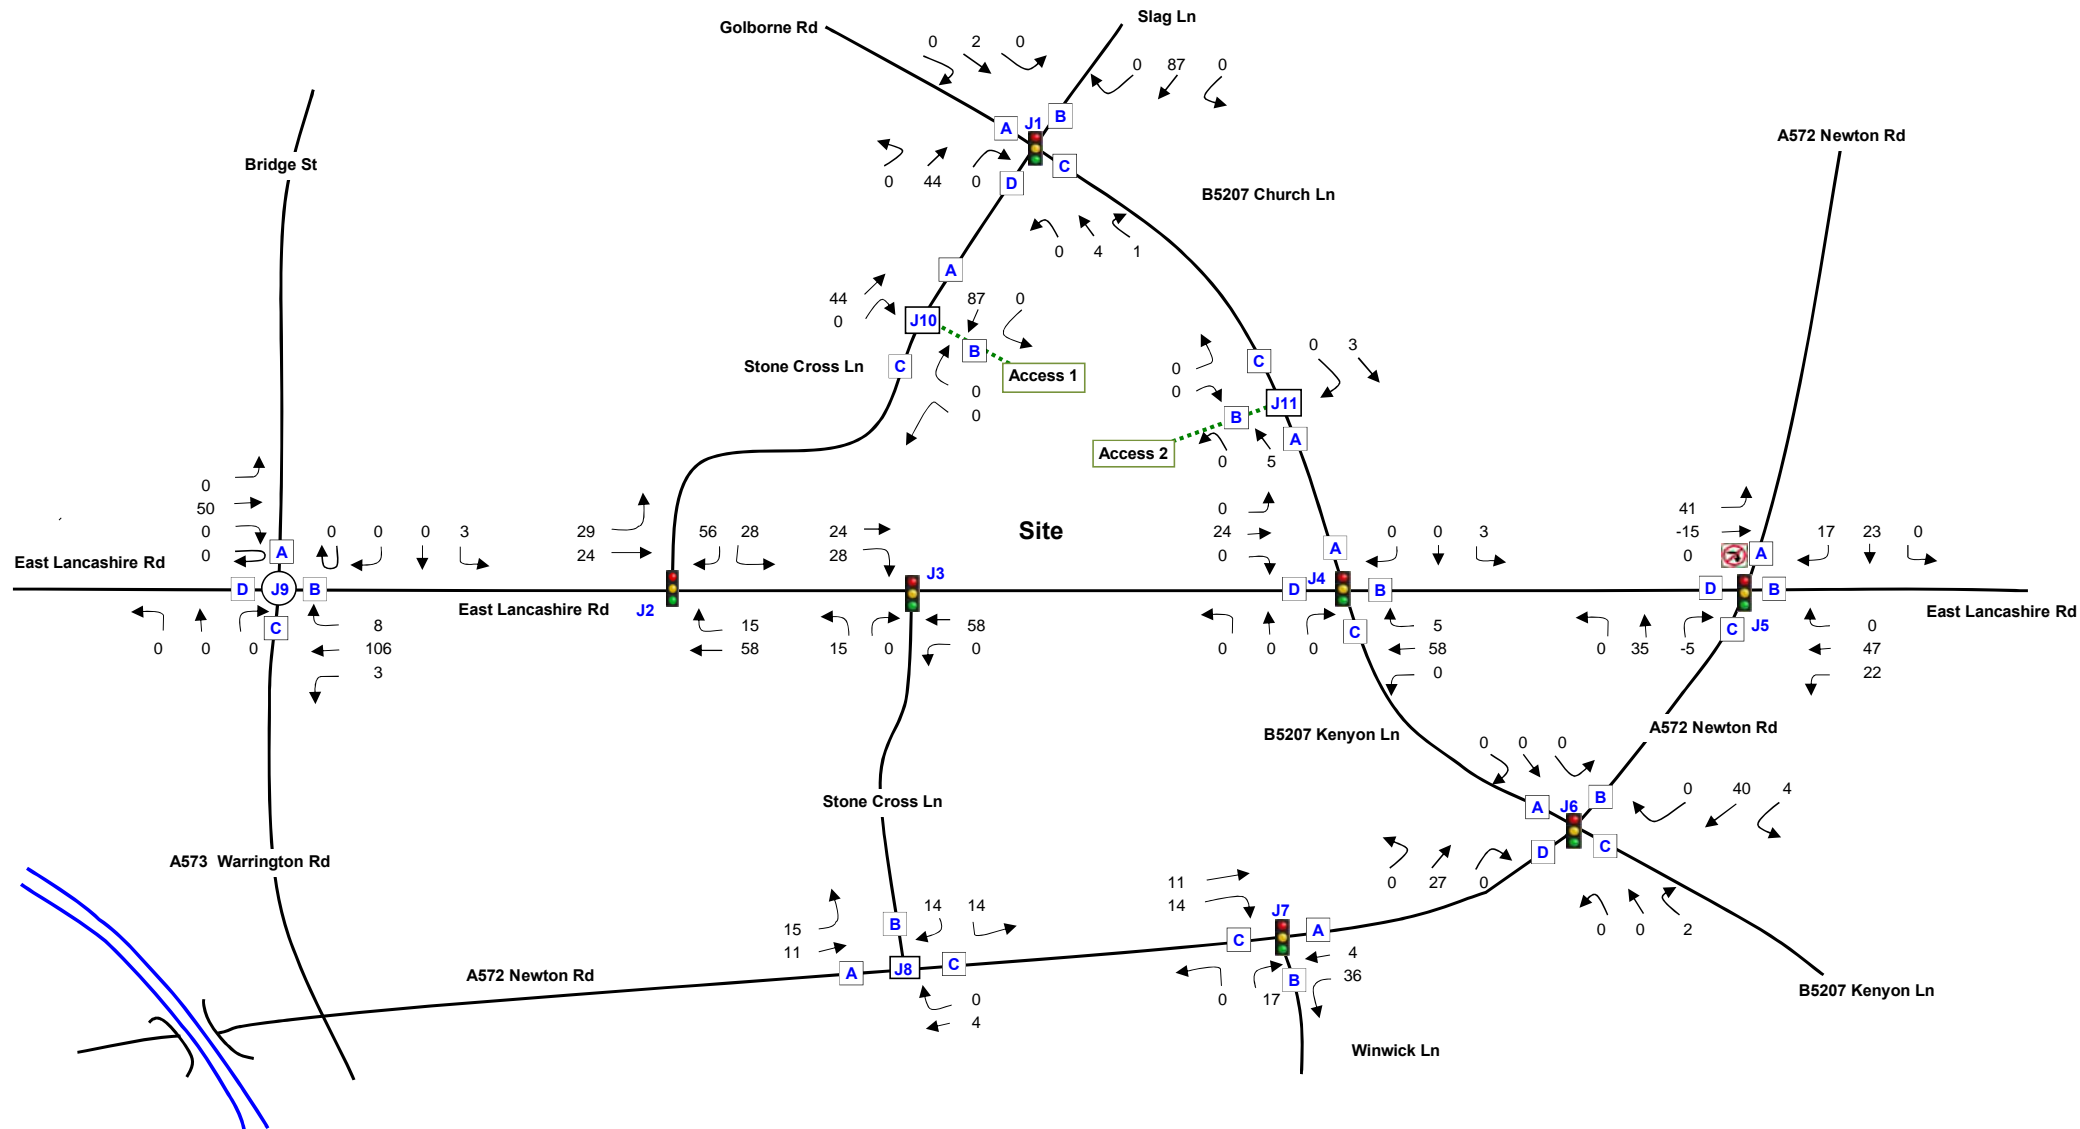 Golborne Rd
Slag Ln
0 2 0
0 87 0
A
J1
B
C
D
0 44 0
0 4 1
Bridge St
A572 Newton Rd
B5207 Church Ln
A
44
0
J10
87 0
B
C
Stone Cross Ln
Access 1
0
0
0 3
C
0
0
J11
B
A
Access 2
0 5
0
50
0
0
0 0 0 3
East Lancashire Rd
A
D
J9
B
C
0 0 0
8
106
3
29
24
56 28
East Lancashire Rd
J2
15
58
24
28
J3
15 0
58
0
Site
0
24
0
A
J4
D
B
C
0 0 3
0 0 0
5
58
0
41
-15
0
A
17 23 0
D
B
C
J5
0 35 -5
0
47
22
East Lancashire Rd
B5207 Kenyon Ln
A572 Newton Rd
0 0 0
A
J6
B
0 40 4
D
C
0 27 0
0 0 2
B5207 Kenyon Ln
Stone Cross Ln
A573 Warrington Rd
15
11
B
14 14
A
J8
C
0
4
A572 Newton Rd
11
14
J7
C
A
B
4
36
0 17
Winwick Ln